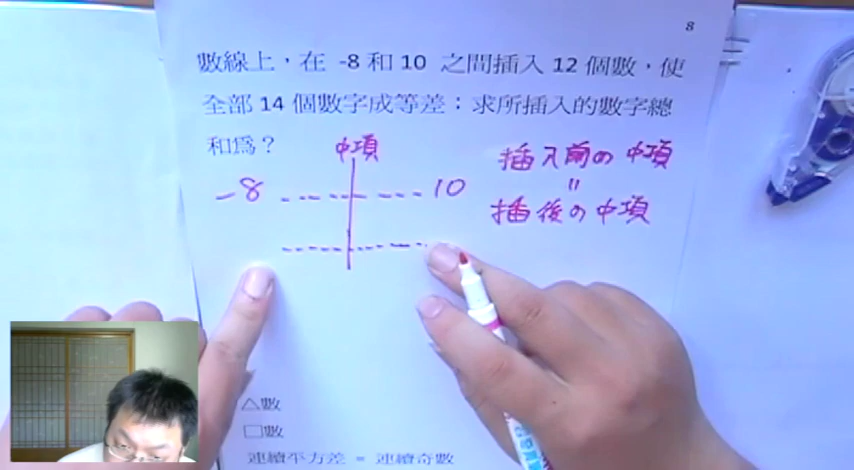 8
數線上,在 -8 和 10 之間插入 12 個數,使
全部 14 個數字成等差:求所插入的數字總
和為?
中項
插入前の中項
-8 10
=
插後の中項
△數
□數
連續平方差 = 連續奇數